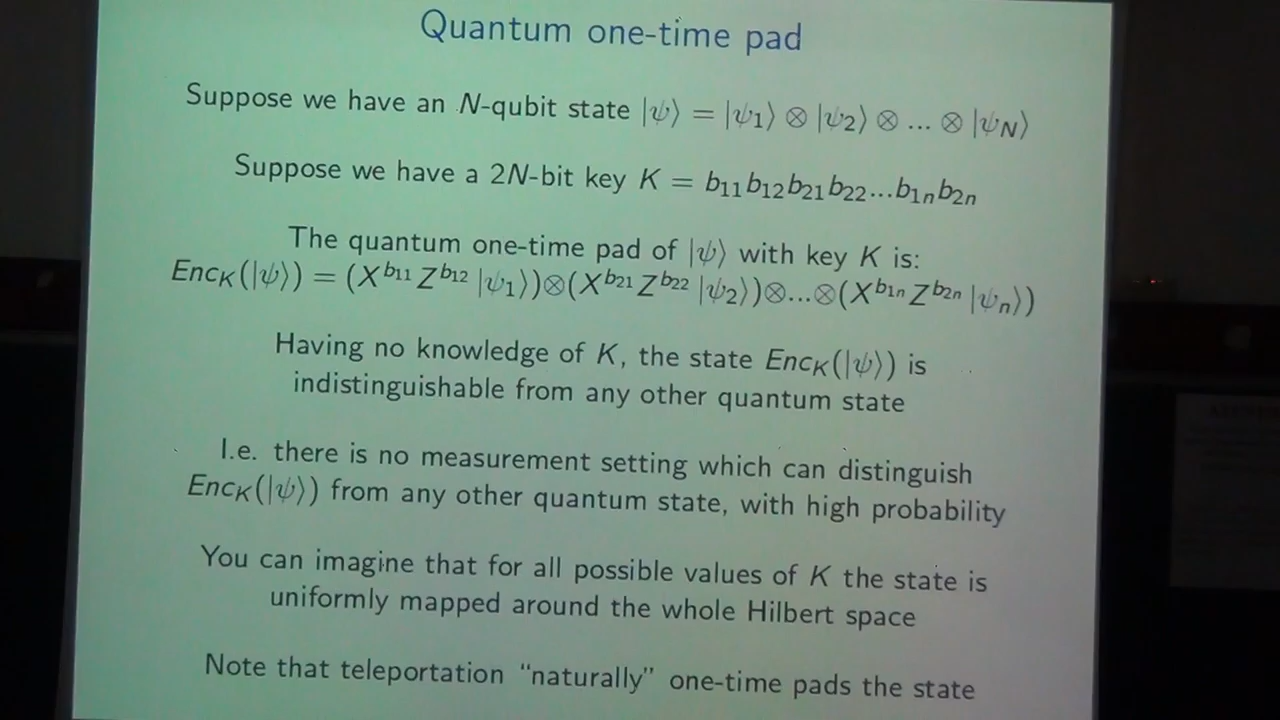 Quantum one-time pad
Suppose we have an N-qubit state |ψ⟩ = |ψ₁⟩ ⊗ |ψ₂⟩ ⊗ ... ⊗ |ψ_N⟩
Suppose we have a 2N-bit key K = b₁₁b₁₂b₂₁b₂₂...b₁ₙb₂ₙ
The quantum one-time pad of |ψ⟩ with key K is:
Enc_K(|ψ⟩) = (X^{b₁₁} Z^{b₁₂} |ψ₁⟩)⊗(X^{b₂₁} Z^{b₂₂} |ψ₂⟩)⊗...⊗(X^{b₁ₙ} Z^{b₂ₙ} |ψₙ⟩)
Having no knowledge of K, the state Enc_K(|ψ⟩) is
indistinguishable from any other quantum state
I.e. there is no measurement setting which can distinguish
Enc_K(|ψ⟩) from any other quantum state, with high probability
You can imagine that for all possible values of K the state is
uniformly mapped around the whole Hilbert space
Note that teleportation “naturally” one-time pads the state